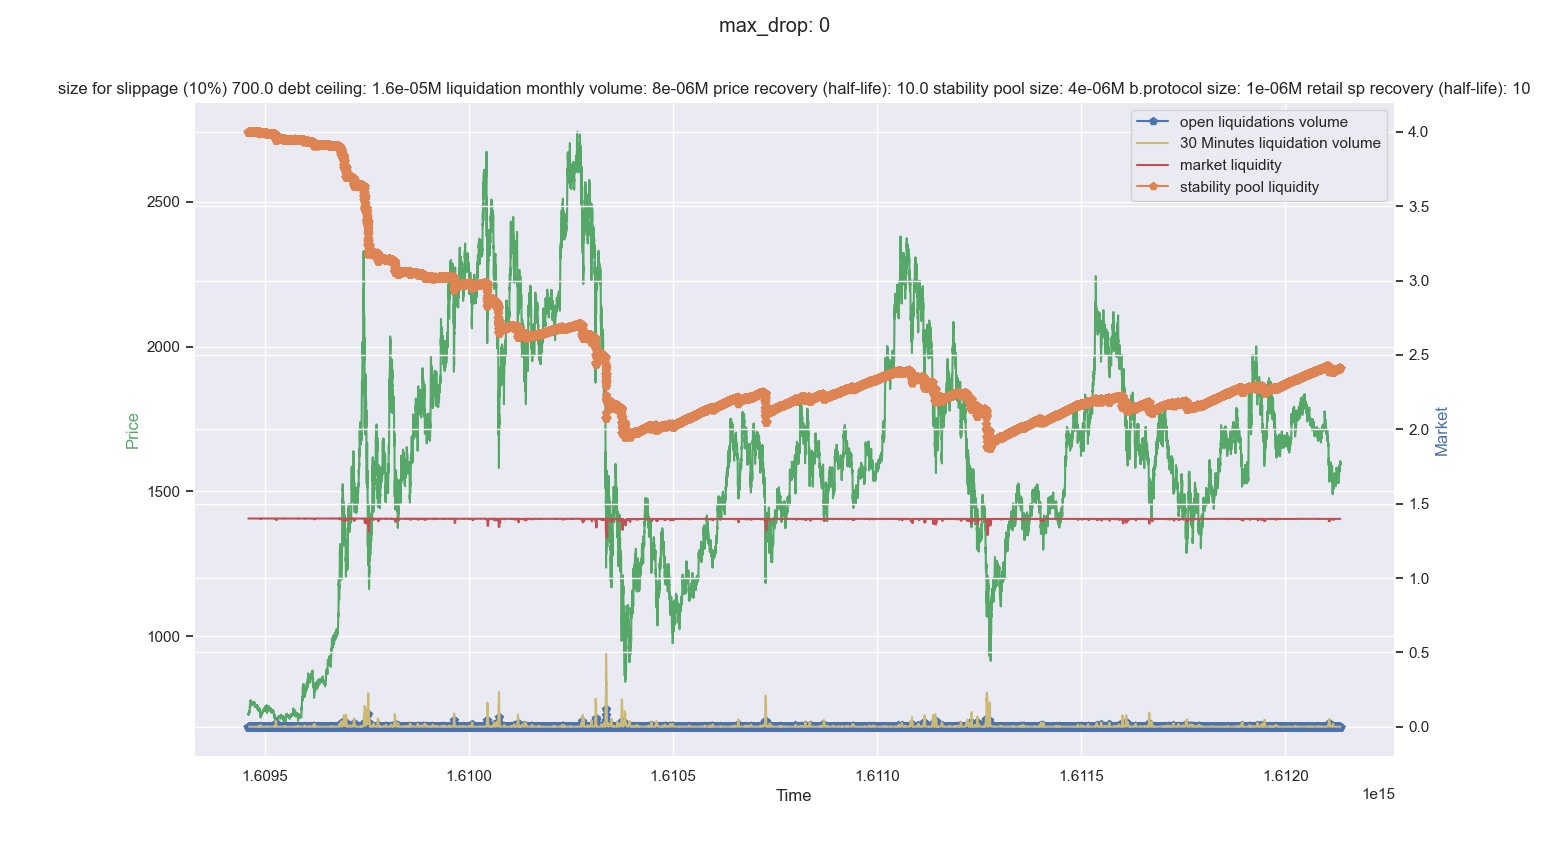 max_drop: 0
size for slippage (10%) 700.0 debt ceiling: 1.6e-05M liquidation monthly volume: 8e-06M price recovery (half-life): 10.0 stability pool size: 4e-06M b.protocol size: 1e-06M retail sp recovery (half-life): 10
open liquidations volume
30 Minutes liquidation volume
market liquidity
stability pool liquidity
Price
2500
2000
1500
1000
4.0
3.5
3.0
2.5
2.0
1.5
1.0
0.5
0.0
Market
1.6095 1.6100 1.6105 1.6110 1.6115 1.6120
Time
1e15